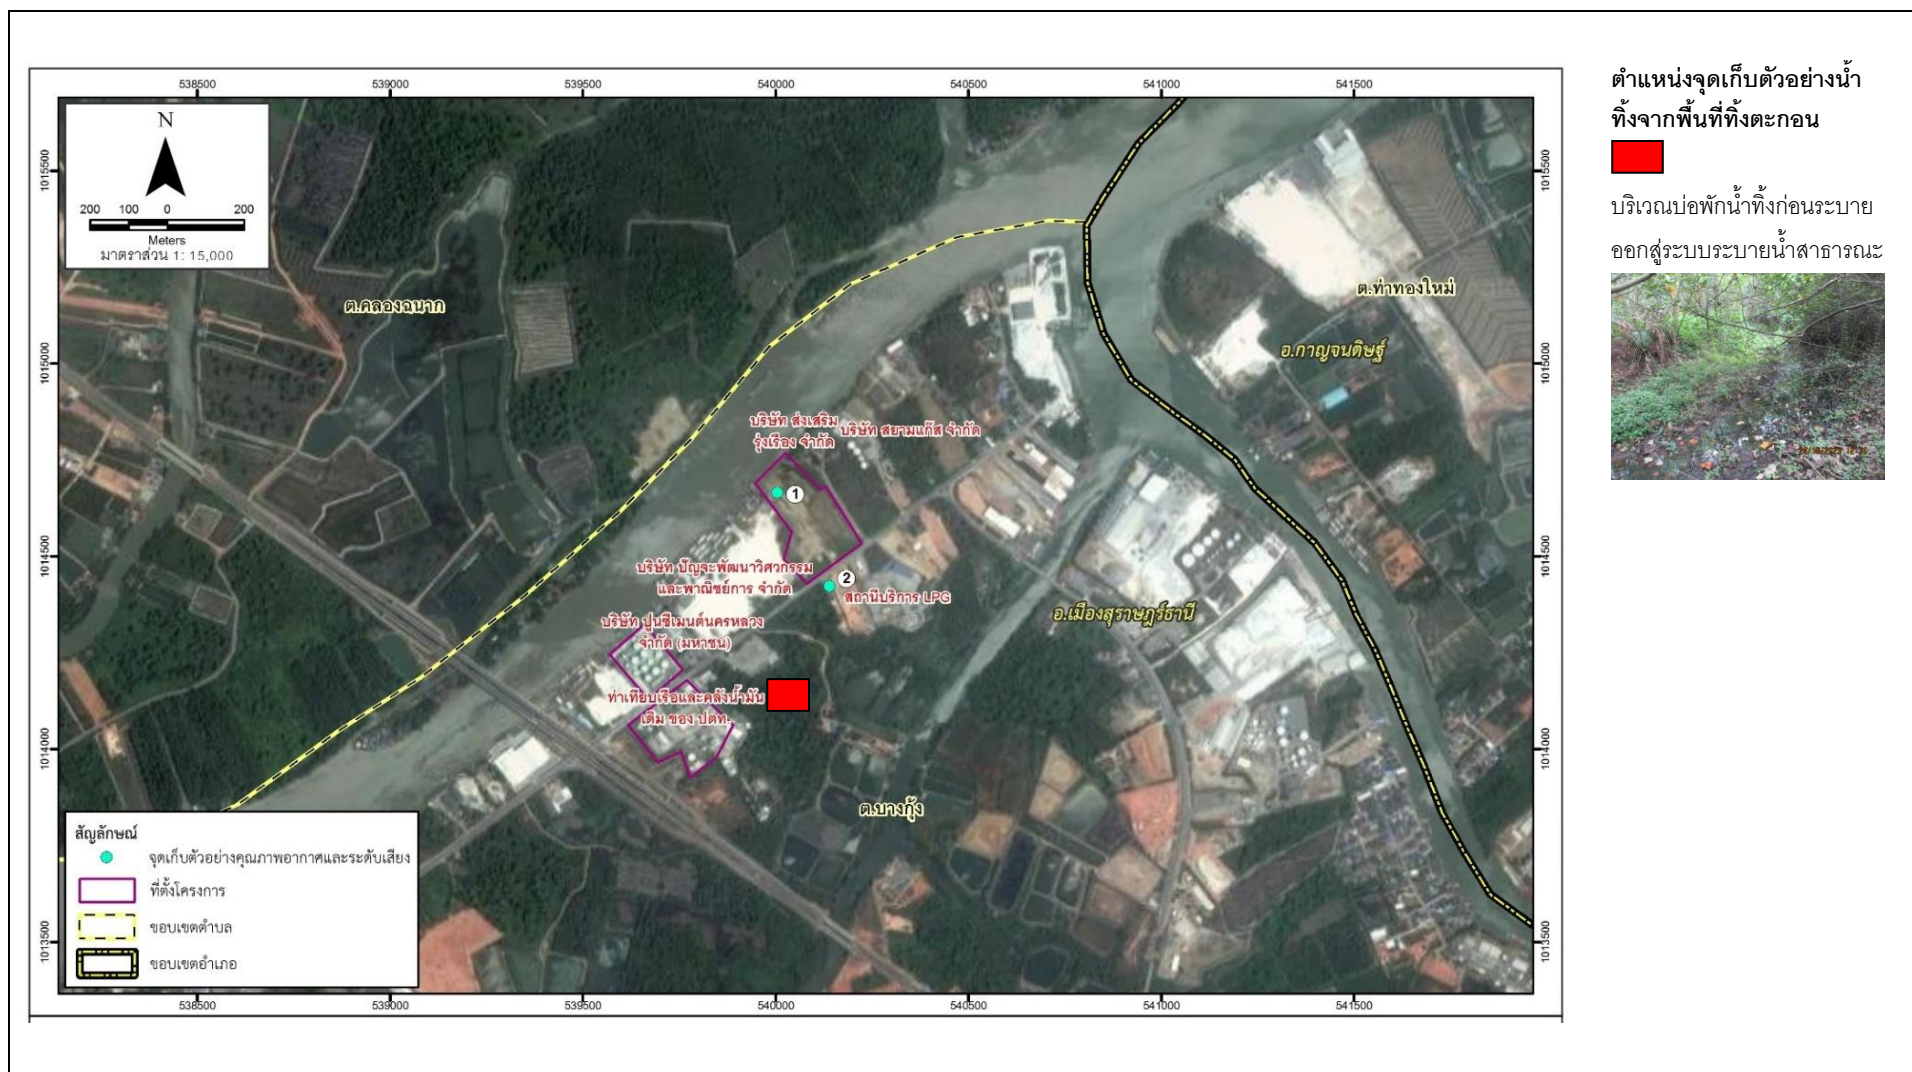 538500
539000
539500
540000
540500
541000
541500
N
200 100 0 200
Meters
มาตราส่วน 1: 15,000
1015500
1015000
1014500
1014000
1013500
1015500
1015000
1014500
1014000
1013500
ต.คลองฉนาก
ต.ท่าทองใหม่
อ.กาญจนดิษฐ์
บริษัท ส่งเสริม
รุ่งเรือง จำกัด
บริษัท สยามแก๊ส จำกัด
1
บริษัท ปัญจะพัฒนาวิศวกรรม
และพาณิชย์การ จำกัด
2
สถานีบริการ LPG
บริษัท ปูนซีเมนต์นครหลวง
จำกัด (มหาชน)
อ.เมืองสุราษฎร์ธานี
ท่าเทียบเรือและคลังน้ำมัน
เดิม ของ ปตท.
ต.บางกุ้ง
สัญลักษณ์
จุดเก็บตัวอย่างคุณภาพอากาศและระดับเสียง
ที่ตั้งโครงการ
ขอบเขตตำบล
ขอบเขตอำเภอ
538500
539000
539500
540000
540500
541000
541500
ตำแหน่งจุดเก็บตัวอย่างน้ำ
ทิ้งจากพื้นที่ทิ้งตะกอน
บริเวณบ่อพักน้ำทิ้งก่อนระบาย
ออกสู่ระบบระบายน้ำสาธารณะ